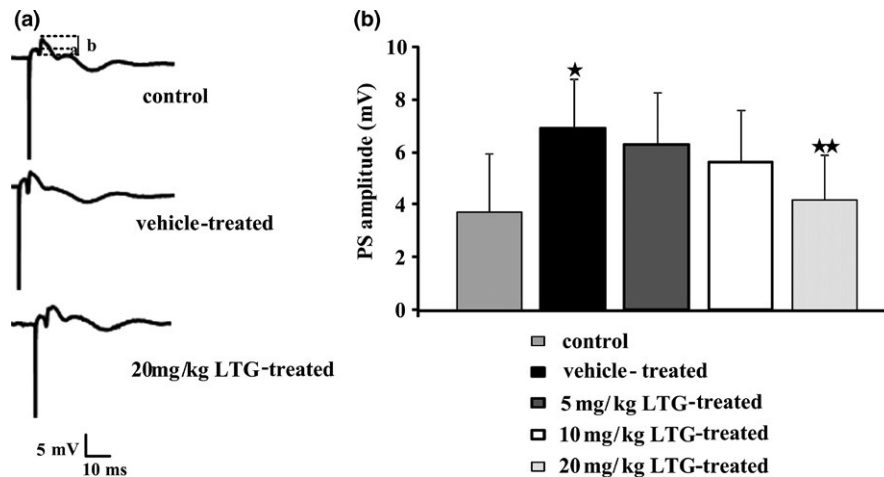 (a)
b
a
control
vehicle-treated
20mg/kg LTG-treated
5 mV
10 ms
(b)
PS amplitude (mV)
10
8
6
4
2
0
★
★★
control
vehicle-treated
5 mg/kg LTG-treated
10 mg/kg LTG-treated
20 mg/kg LTG-treated